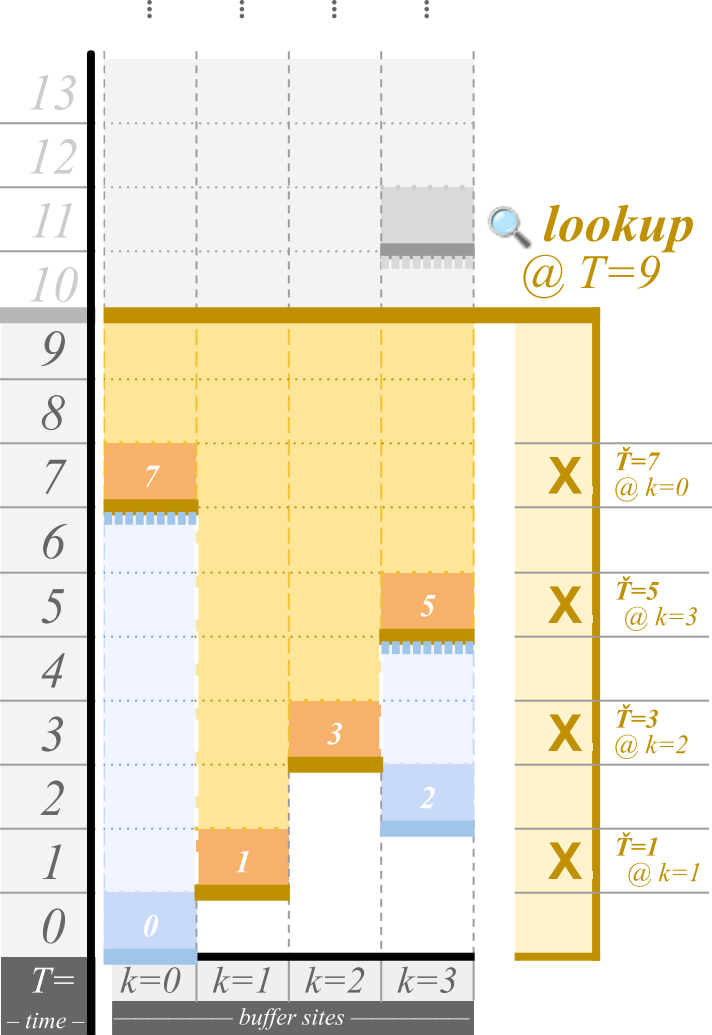 13
12
11
lookup
@ T=9
10
9
8
7
7
X
Ť=7
@ k=0
6
5
5
X
Ť=5
@ k=3
4
3
3
X
Ť=3
@ k=2
2
2
1
1
X
Ť=1
@ k=1
0
0
T=
k=0
k=1
k=2
k=3
– time –
buffer sites